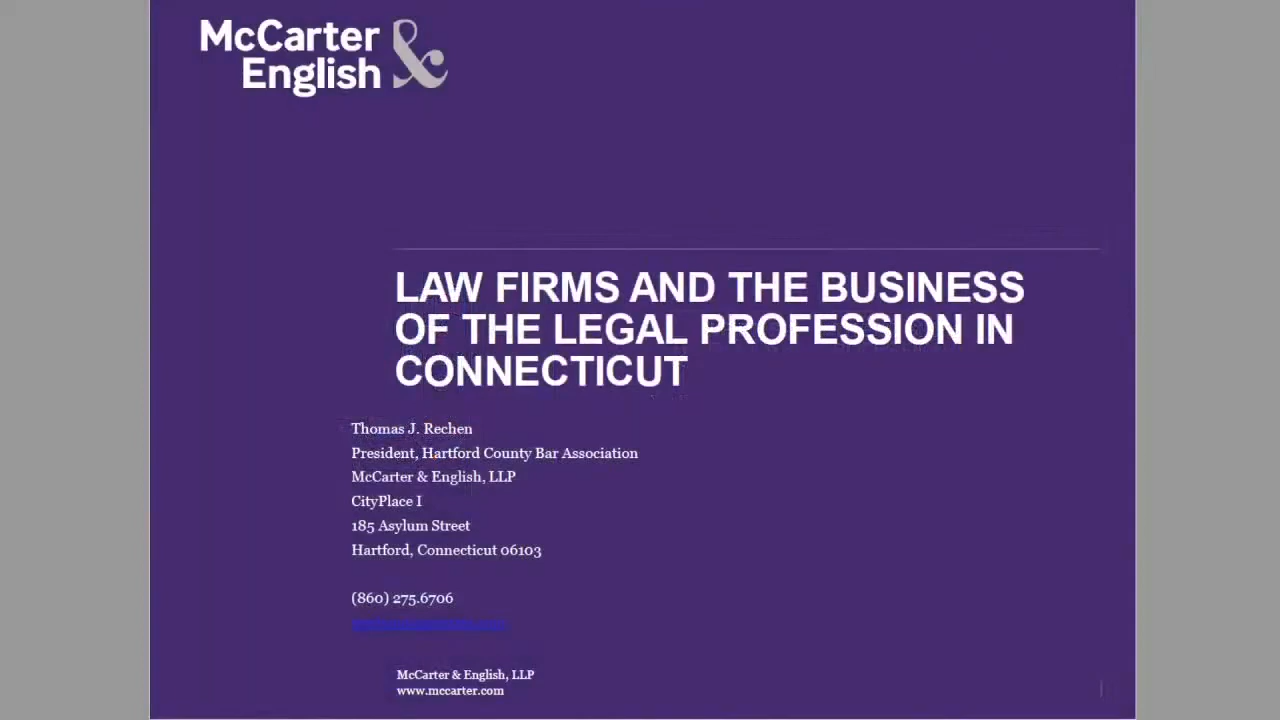 McCarter
English &
LAW FIRMS AND THE BUSINESS
OF THE LEGAL PROFESSION IN
CONNECTICUT
Thomas J. Rechen
President, Hartford County Bar Association
McCarter & English, LLP
CityPlace I
185 Asylum Street
Hartford, Connecticut 06103
(860) 275.6706
McCarter & English, LLP
www.mccarter.com